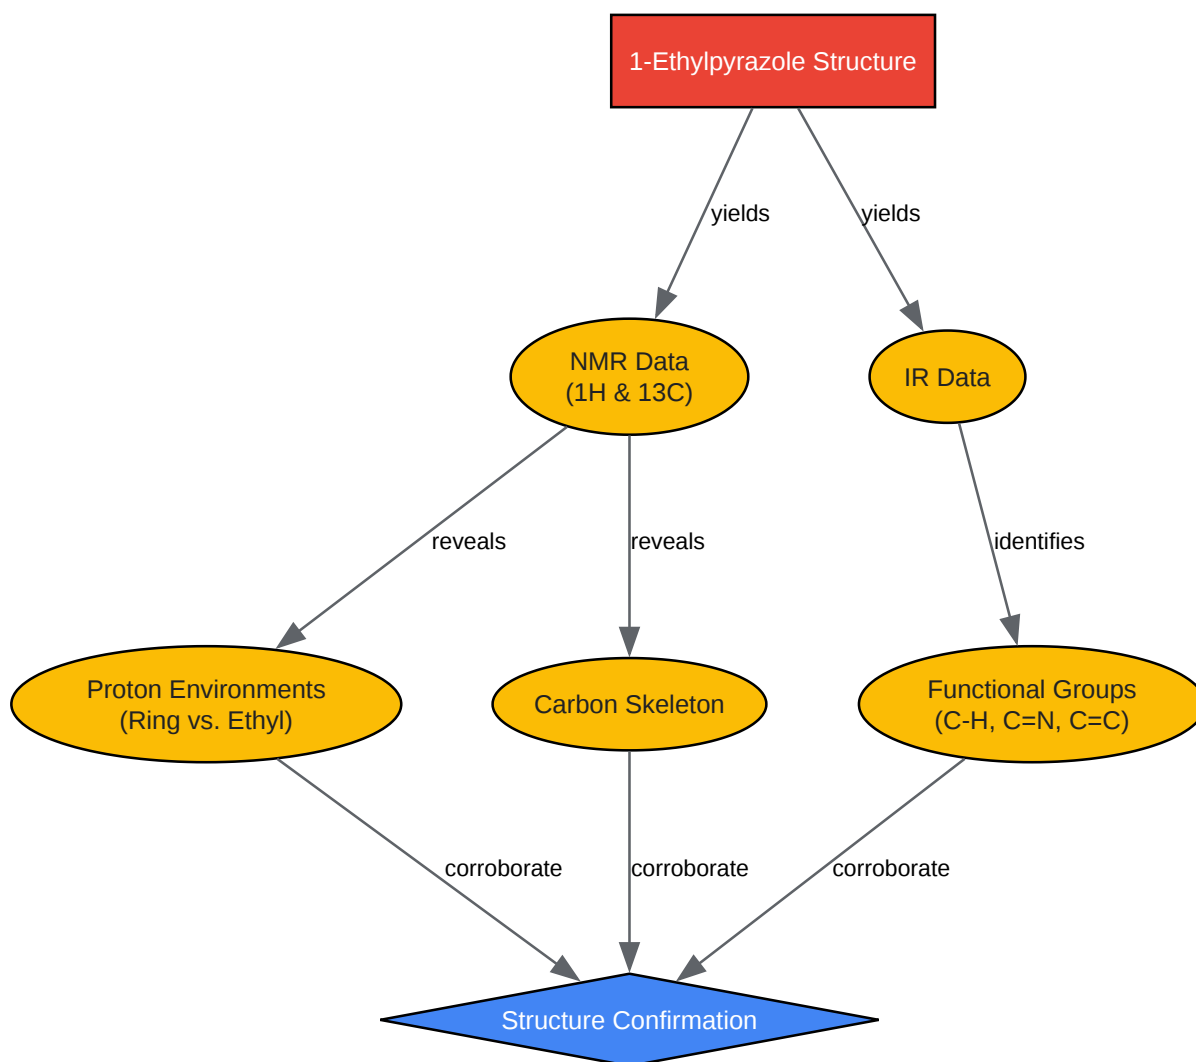 1-Ethylpyrazole Structure
yields
yields
NMR Data
(1H & 13C)
IR Data
reveals
reveals
identifies
Proton Environments
(Ring vs. Ethyl)
Carbon Skeleton
Functional Groups
(C-H, C=N, C=C)
corroborate
corroborate
corroborate
Structure Confirmation